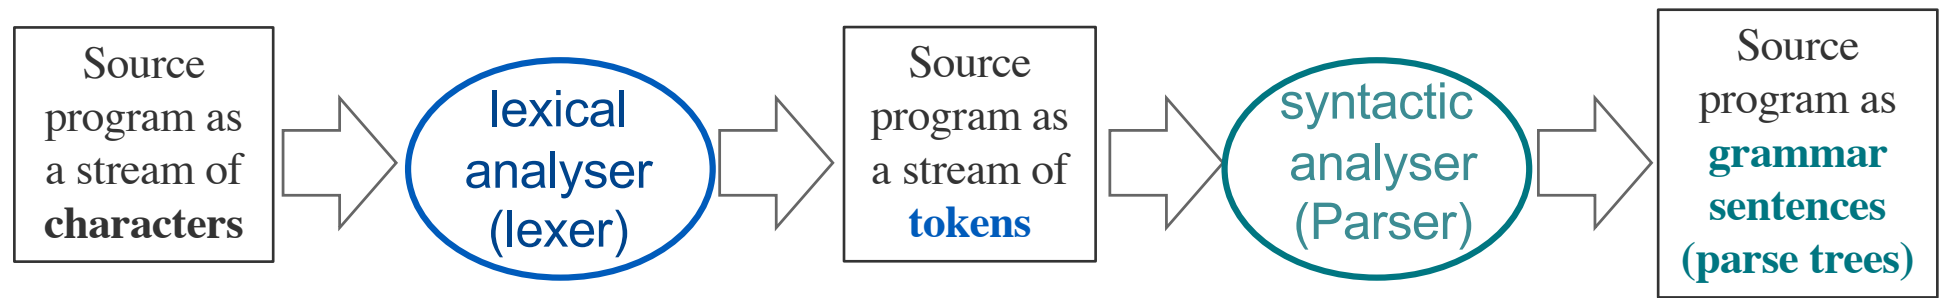 Source
program as
a stream of
characters
lexical
analyser
(lexer)
Source
program as
a stream of
tokens
syntactic
analyser
(Parser)
Source
program as
grammar
sentences
(parse trees)